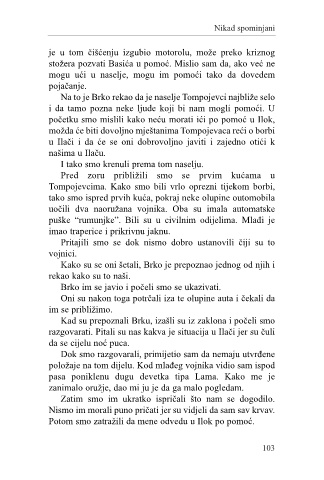 Nikad spominjani
je u tom čišćenju izgubio motorolu, može preko kriznog
stožera pozvati Basića u pomoć. Mislio sam da, ako već ne
mogu ući u naselje, mogu im pomoći tako da dovedem
pojačanje.
Na to je Brko rekao da je naselje Tompojevci najbliže selo
i da tamo pozna neke ljude koji bi nam mogli pomoći. U
početku smo mislili kako neću morati ići po pomoć u Ilok,
možda će biti dovoljno mještanima Tompojevaca reći o borbi
u Ilači i da će se oni dobrovoljno javiti i zajedno otići k
našima u Ilaču.
I tako smo krenuli prema tom naselju.
Pred zoru približili smo se prvim kućama u
Tompojevcima. Kako smo bili vrlo oprezni tijekom borbi,
tako smo ispred prvih kuća, pokraj neke olupine outomobila
uočili dva naoružana vojnika. Oba su imala automatske
puške “rumunjke”. Bili su u civilnim odijelima. Mlađi je
imao traperice i prikrivnu jaknu.
Pritajili smo se dok nismo dobro ustanovili čiji su to
vojnici.
Kako su se oni šetali, Brko je prepoznao jednog od njih i
rekao kako su to naši.
Brko im se javio i počeli smo se ukazivati.
Oni su nakon toga potrčali iza te olupine auta i čekali da
im se približimo.
Kad su prepoznali Brku, izašli su iz zaklona i počeli smo
razgovarati. Pitali su nas kakva je situacija u Ilači jer su čuli
da se cijelu noć puca.
Dok smo razgovarali, primijetio sam da nemaju utvrđene
položaje na tom dijelu. Kod mlađeg vojnika vidio sam ispod
pasa poniklenu dugu devetka tipa Lama. Kako me je
zanimalo oružje, dao mi ju je da ga malo pogledam.
Zatim smo im ukratko ispričali što nam se dogodilo.
Nismo im morali puno pričati jer su vidjeli da sam sav krvav.
Potom smo zatražili da mene odvedu u Ilok po pomoć.
103